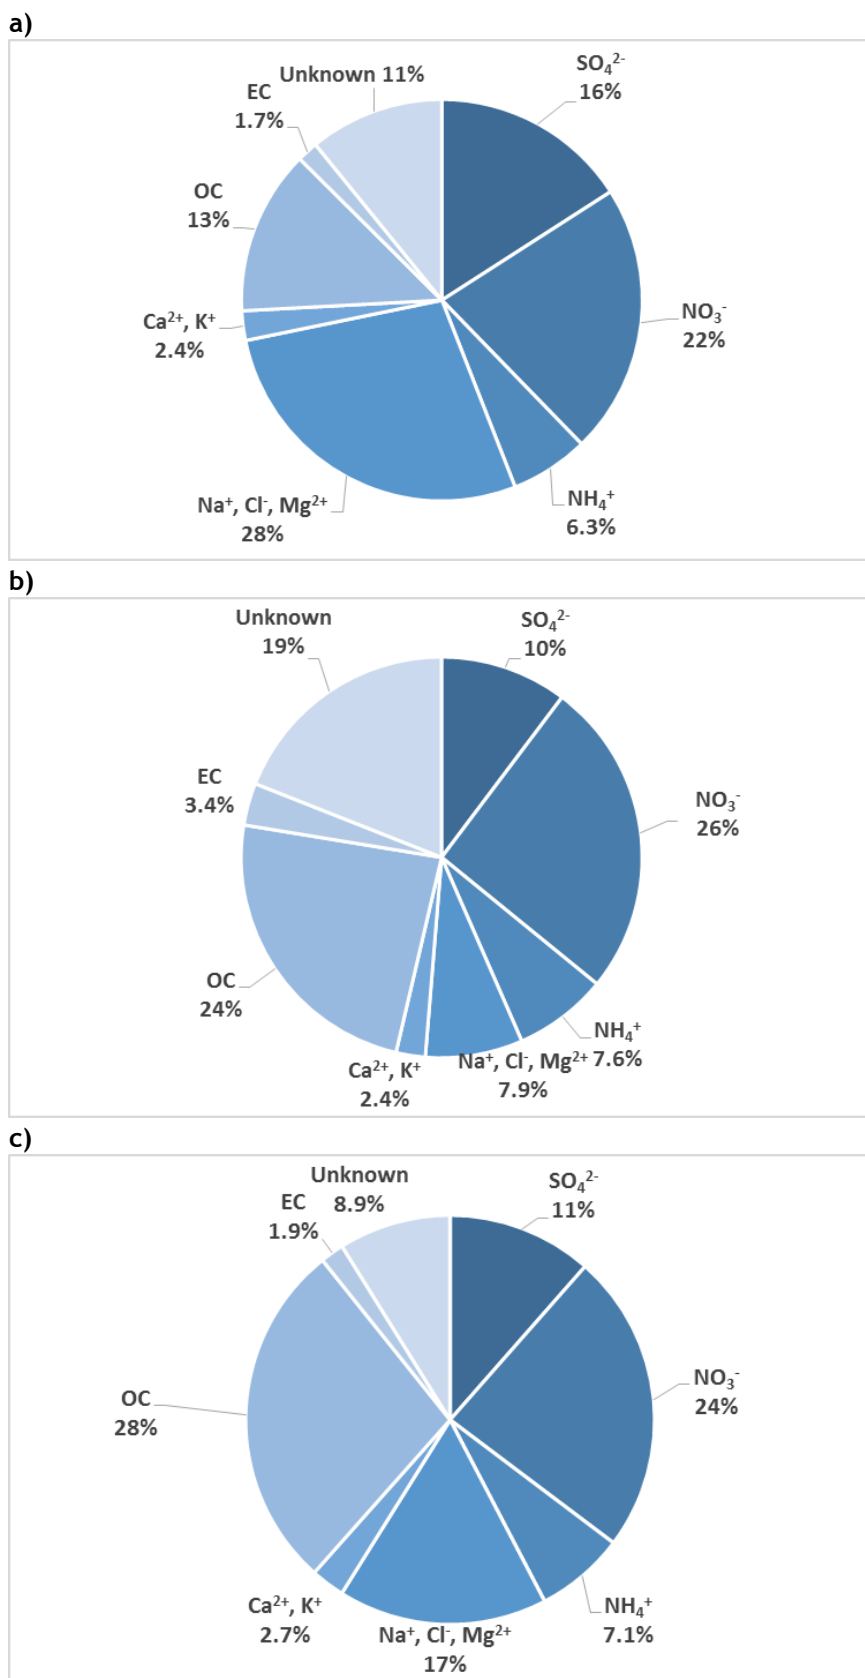 a)
Unknown 11%
SO₄²⁻
16%
EC
1.7%
OC
13%
NO₃⁻
22%
Ca²⁺, K⁺
2.4%
NH₄⁺
6.3%
Na⁺, Cl⁻, Mg²⁺
28%
b)
Unknown
19%
SO₄²⁻
10%
EC
3.4%
NO₃⁻
26%
OC
24%
NH₄⁺
7.6%
Na⁺, Cl⁻, Mg²⁺
7.9%
Ca²⁺, K⁺
2.4%
c)
Unknown
8.9%
SO₄²⁻
11%
EC
1.9%
NO₃⁻
24%
OC
28%
Ca²⁺, K⁺
2.7%
NH₄⁺
7.1%
Na⁺, Cl⁻, Mg²⁺
17%